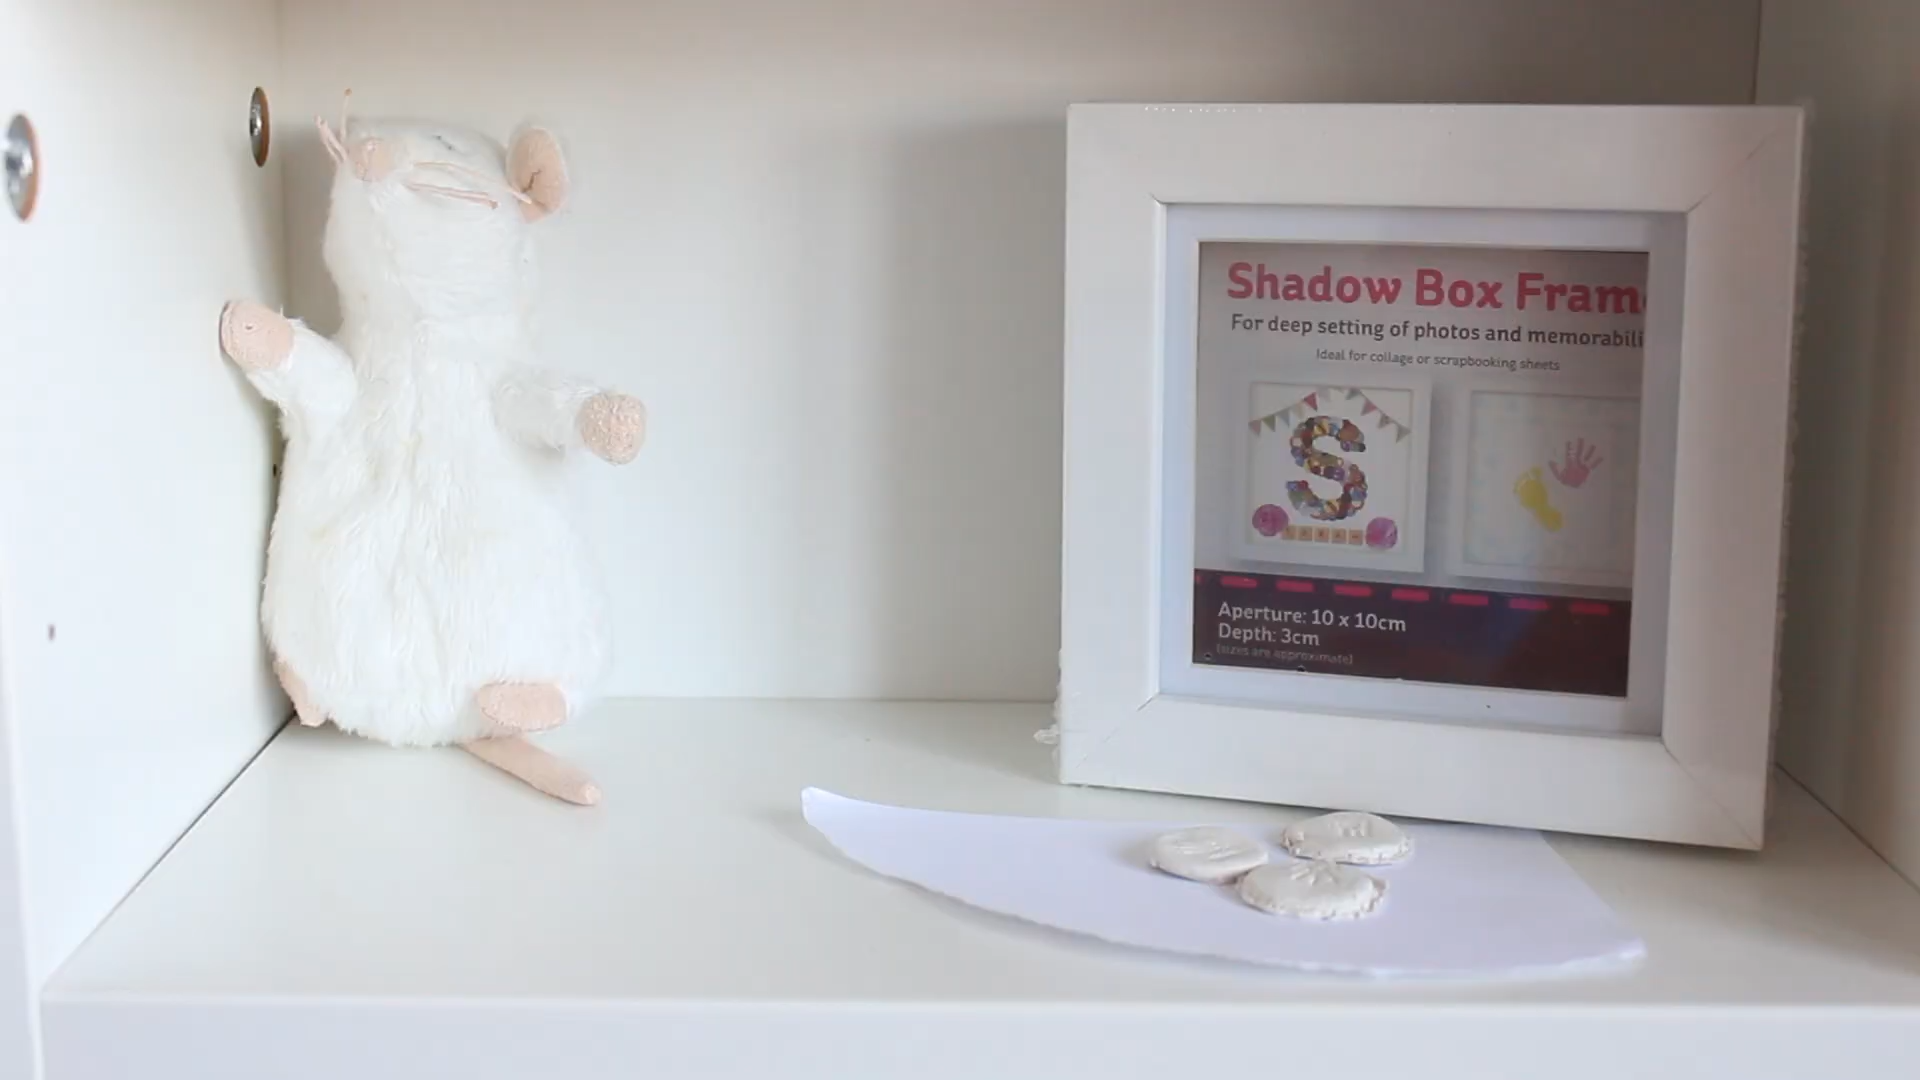 Shadow Box Fram
For deep setting of photos and memorabili
Ideal for collage or scrapbooking sheets
S
Aperture: 10 x 10cm
Depth: 3cm
(sizes are approximate)